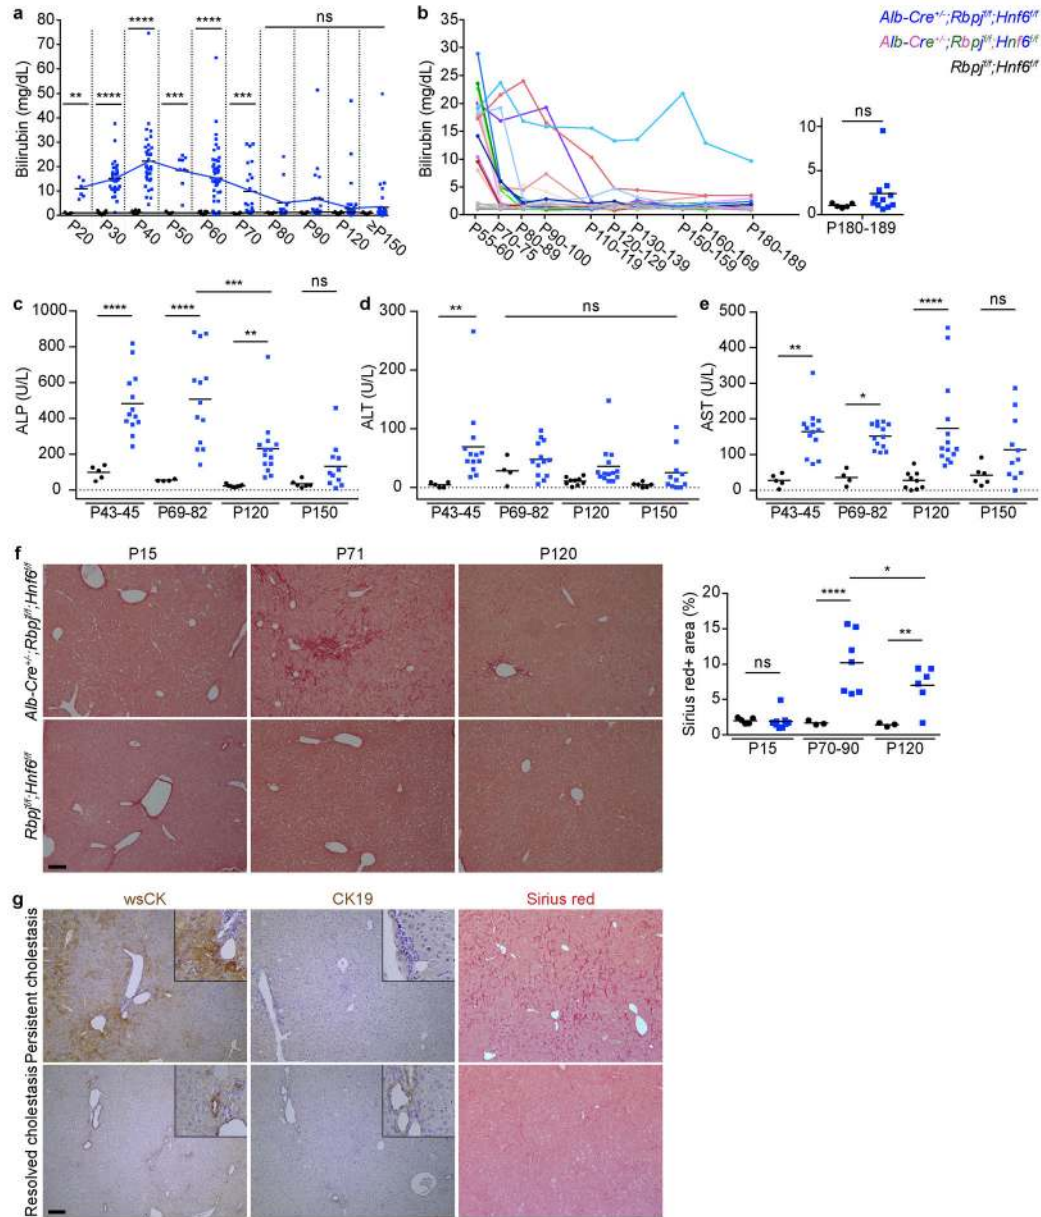 a
Bilirubin (mg/dL)
80
70
60
50
40
30
20
10
0
**
****
****
***
****
***
ns
P20
P30
P40
P50
P60
P70
P80
P90
P120
≥P150
b
Bilirubin (mg/dL)
35
30
25
20
15
10
5
0
P55-60
P70-75
P80-89
P90-100
P110-119
P120-129
P130-139
P150-159
P160-169
P180-189
Alb-Cre+/-;Rbpjf/f;Hnf6f/f
Alb-Cre+/-;Rbpjf/f;Hnf6f/f
Rbpjf/f;Hnf6f/f
ns
10
5
0
P180-189
c
ALP (U/L)
1000
800
600
400
200
0
****
****
***
**
ns
P43-45
P69-82
P120
P150
d
ALT (U/L)
300
200
100
0
**
ns
P43-45
P69-82
P120
P150
e
AST (U/L)
500
400
300
200
100
0
**
*
****
ns
P43-45
P69-82
P120
P150
f
P15
P71
P120
Alb-Cre+/-;Rbpjf/f;Hnf6f/f
Rbpjf/f;Hnf6f/f
Sirius red+ area (%)
20
15
10
5
0
ns
****
*
**
P15
P70-90
P120
g
wsCK
CK19
Sirius red
Persistent cholestasis
Resolved cholestasis